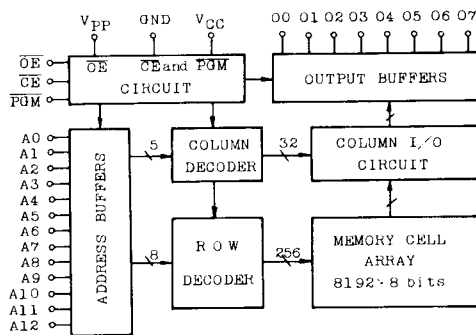 VPP GND VCC O0 O1 O2 O3 O4 O5 O6 O7
OE
CE
PGM
OE CE and PGM
CIRCUIT
OUTPUT BUFFERS
A0
A1
A2
A3
A4
A5
A6
A7
A8
A9
A10
A11
A12
ADDRESS BUFFERS
5
COLUMN
DECODER
32
COLUMN I/O
CIRCUIT
8
ROW
DECODER
256
MEMORY CELL
ARRAY
8192×8 bits